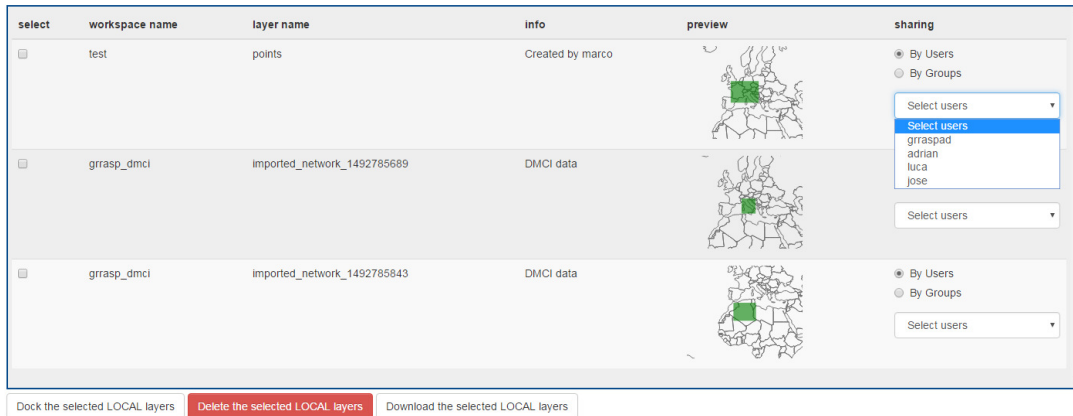 select workspace name layer name info preview sharing
test points Created by marco By Users
By Groups
Select users
Select users
grraspad
adrian
luca
jose
grrasp_dmci imported_network_1492785689 DMCI data
Select users
grrasp_dmci imported_network_1492785843 DMCI data By Users
By Groups
Select users
Dock the selected LOCAL layers Delete the selected LOCAL layers Download the selected LOCAL layers